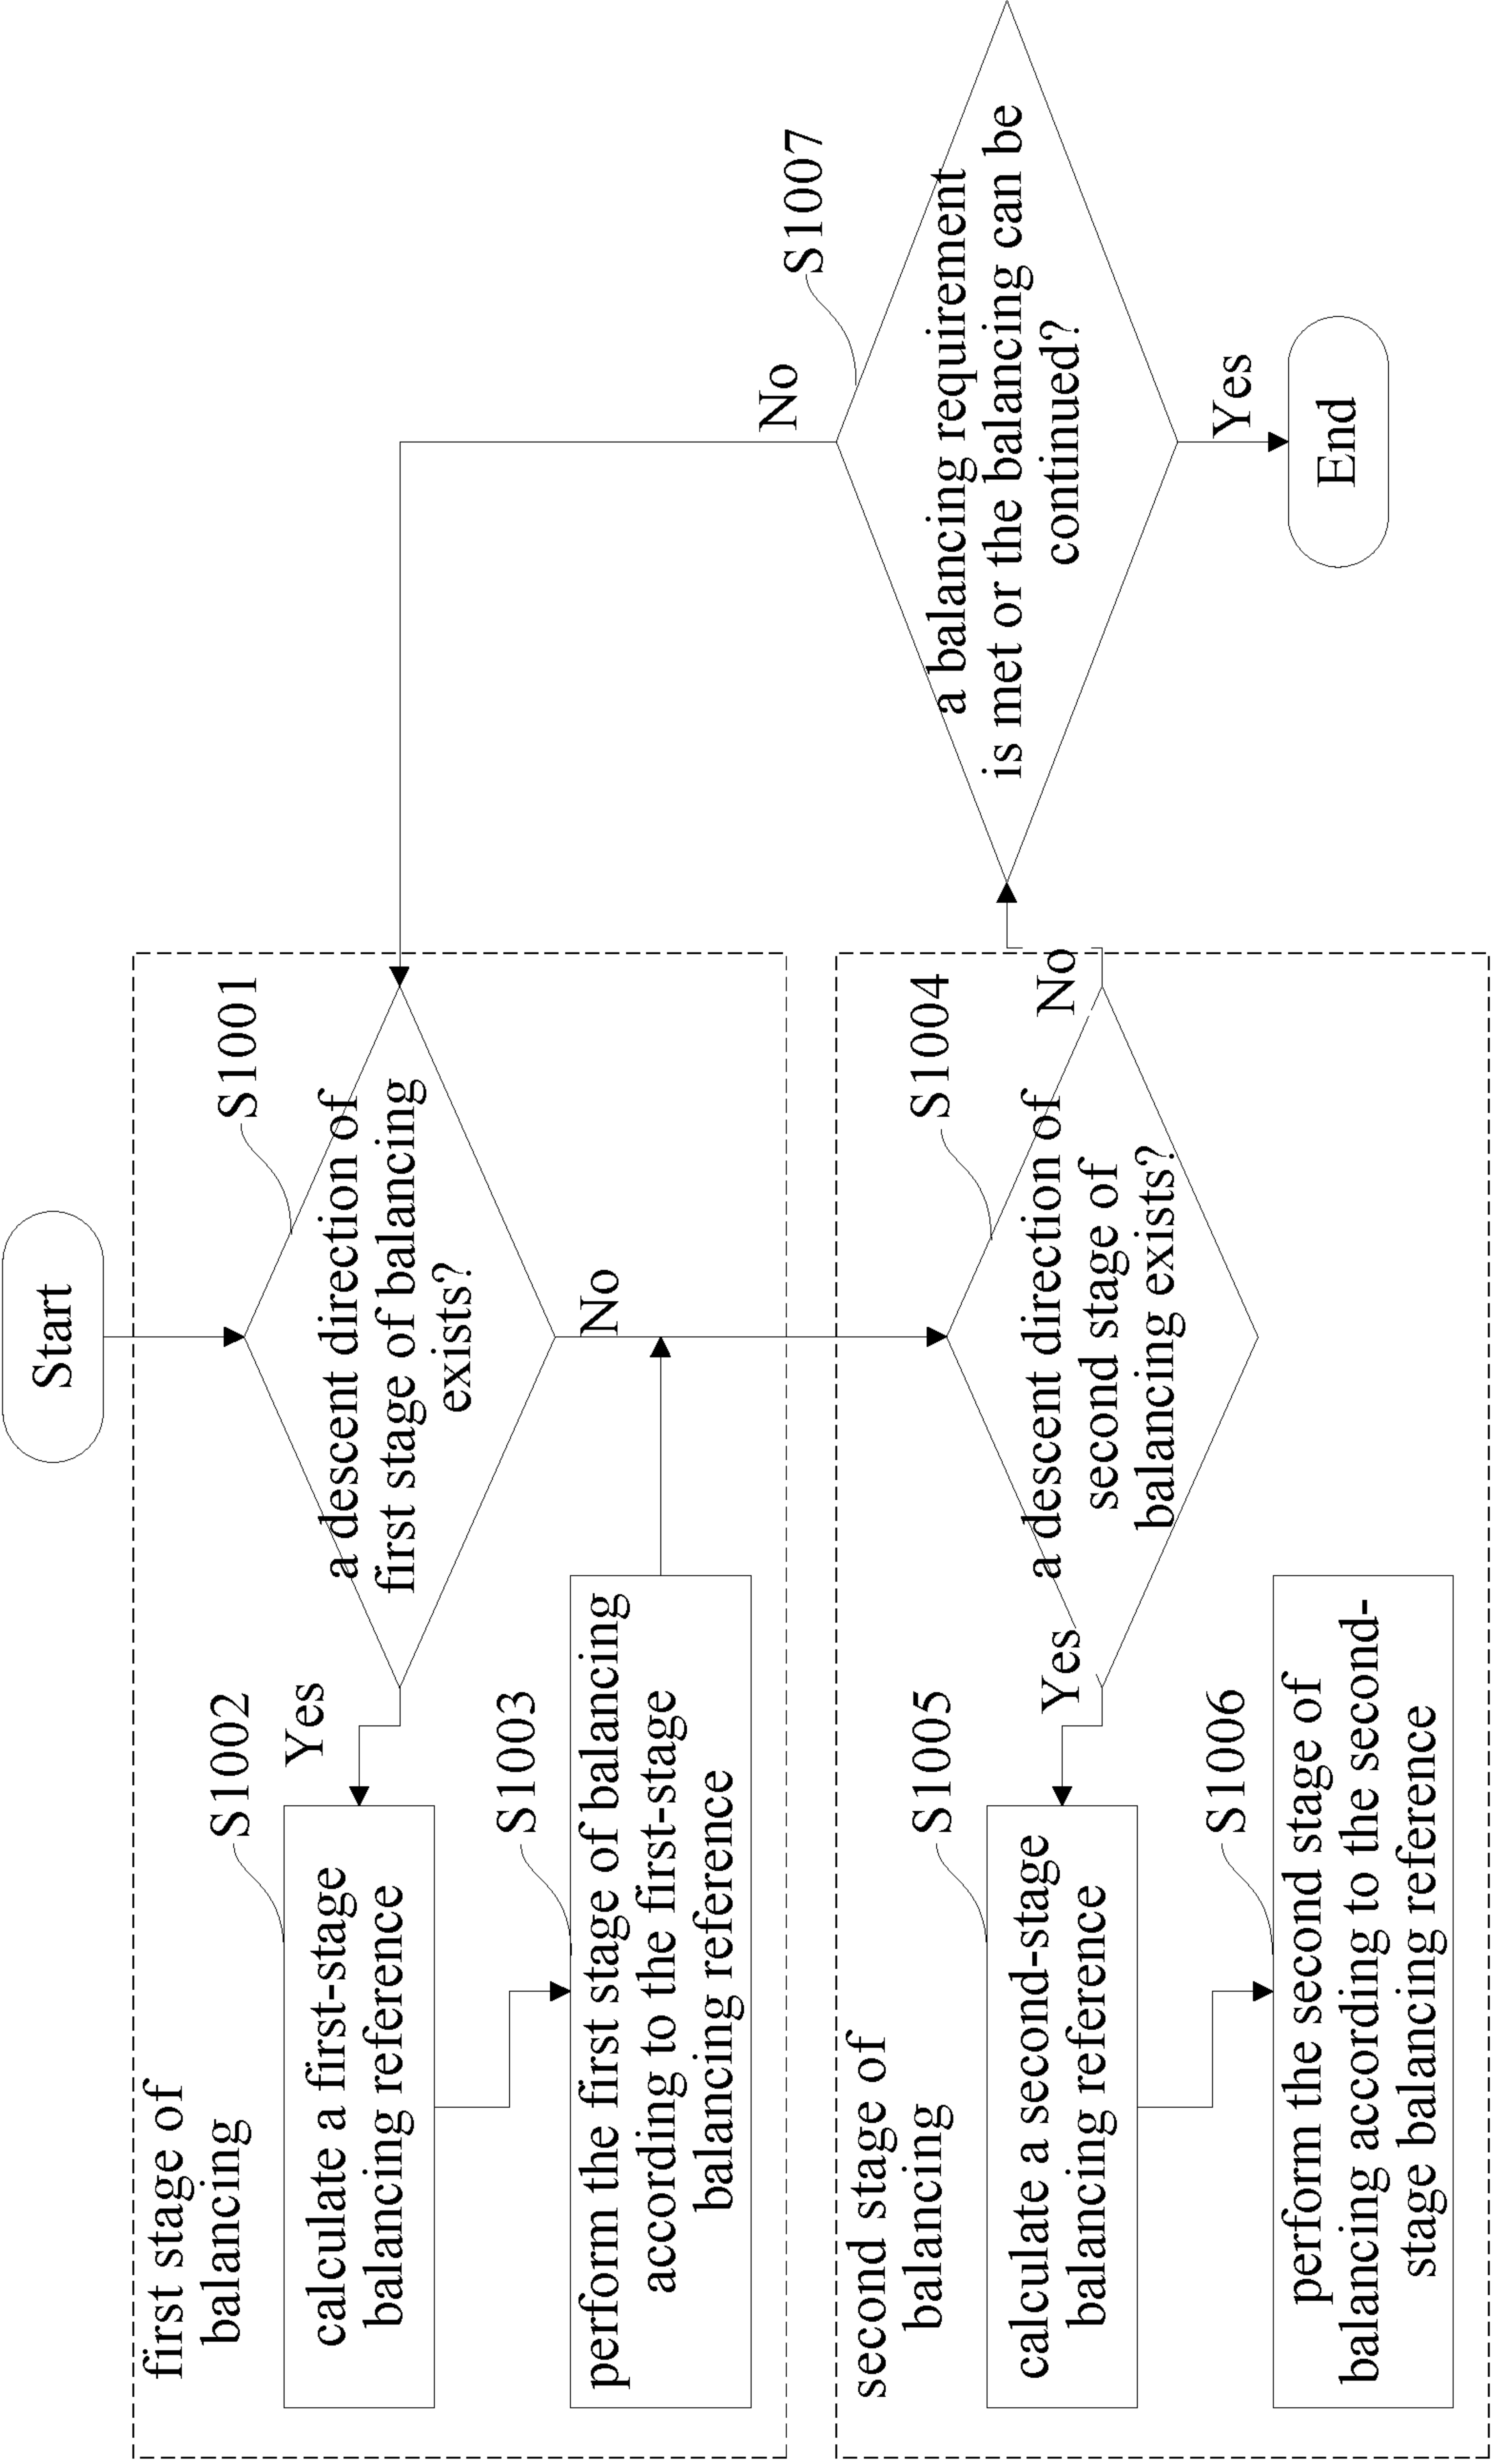 Start
first stage of
balancing
S1001
a descent direction of
first stage of balancing
exists?
Yes
No
S1002
calculate a first-stage
balancing reference
S1003
perform the first stage of balancing
according to the first-stage
balancing reference
second stage of
balancing
S1004
a descent direction of
second stage of
balancing exists?
Yes
No
S1005
calculate a second-stage
balancing reference
S1006
perform the second stage of
balancing according to the second-
stage balancing reference
S1007
a balancing requirement
is met or the balancing can be
continued?
No
Yes
End